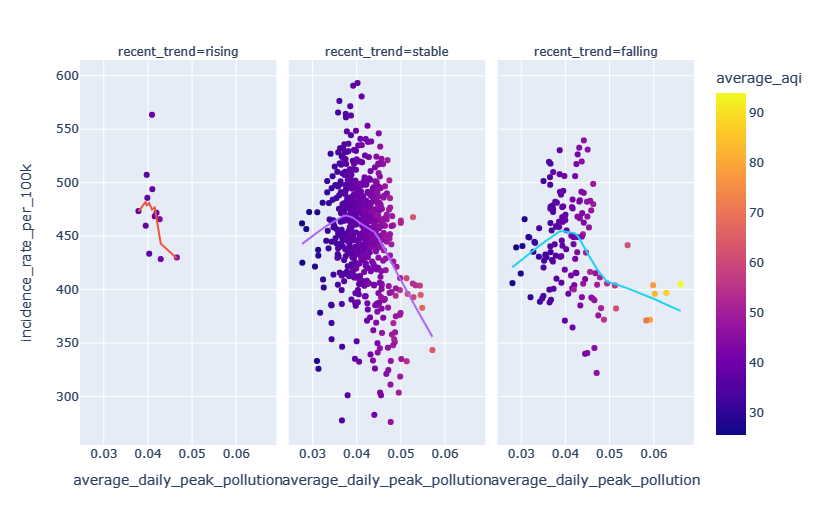 recent_trend=rising
recent_trend=stable
recent_trend=falling
average_aqi
incidence_rate_per_100k
600
550
500
450
400
350
300
90
80
70
60
50
40
30
0.03 0.04 0.05 0.06
0.03 0.04 0.05 0.06
0.03 0.04 0.05 0.06
average_daily_peak_pollution
average_daily_peak_pollution
average_daily_peak_pollution